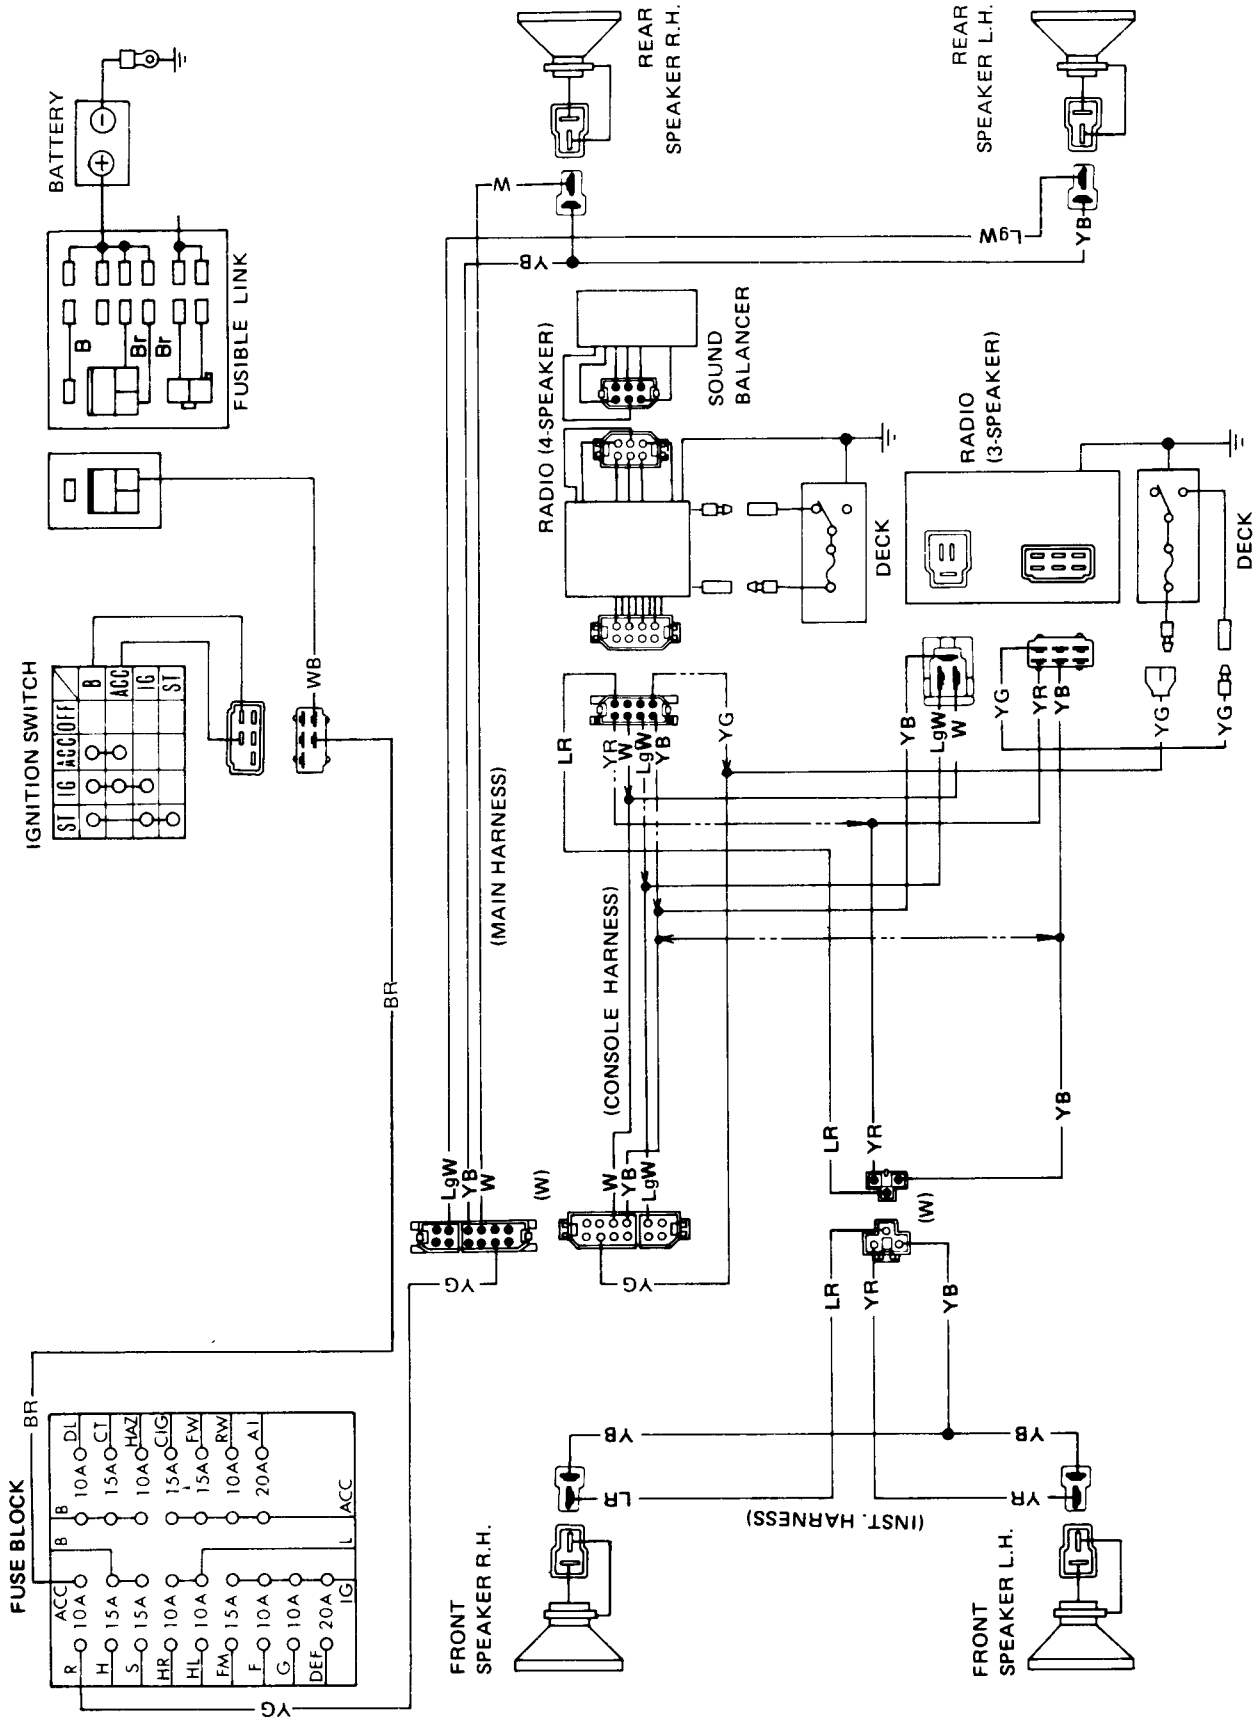 BATTERY
FUSIBLE LINK
B
Br
Br
IGNITION SWITCH
OFF
ACC
IG
ST
B
ACC
IG
ST
WB
BR
BR
FUSE BLOCK
ACC
B
B
R
10A
10A
DL
H
15A
15A
CT
S
15A
10A
HAZ
HR
10A
15A
CIG
HL
10A
15A
FW
FM
15A
10A
RW
F
10A
20A
AI
G
10A
DEF
20A
IG
L
ACC
YG
REAR
SPEAKER R.H.
W
YB
REAR
SPEAKER L.H.
LgW
YB
SOUND
BALANCER
RADIO (4-SPEAKER)
DECK
RADIO
(3-SPEAKER)
DECK
(MAIN HARNESS)
LgW
YB
W
(W)
YG
(CONSOLE HARNESS)
W
YB
LgW
YG
LR
YR
W
LgW
YB
YG
YB
LgW
W
YG
YR
YB
YG
YG
LR
YR
YB
(W)
LR
YR
YB
YB
YB
LR
YR
(INST. HARNESS)
FRONT
SPEAKER R.H.
FRONT
SPEAKER L.H.